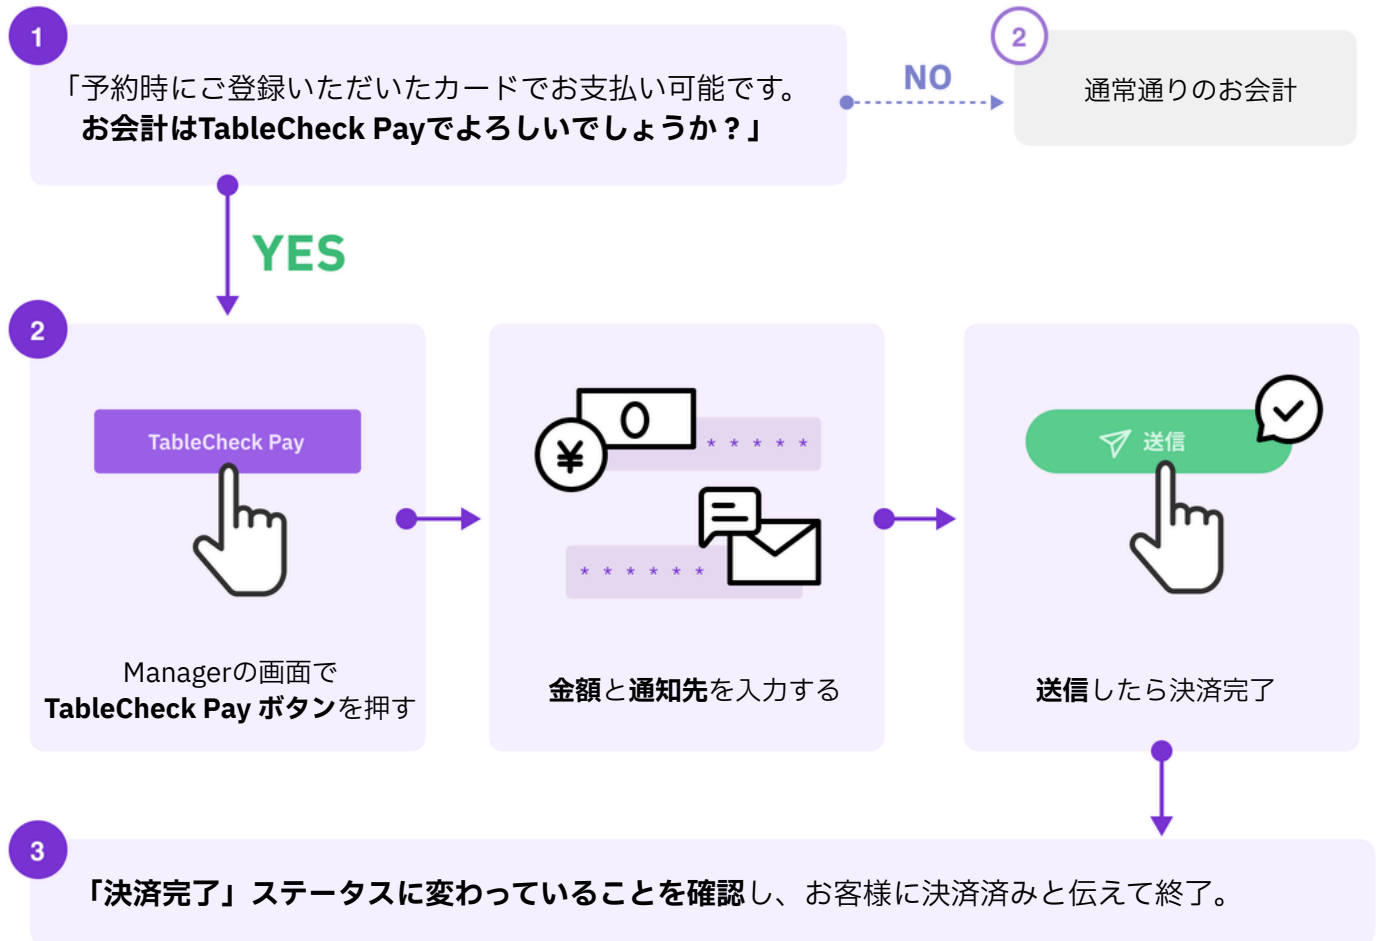 1
「予約時にご登録いただいたカードでお支払い可能です。
お会計はTableCheck Payでよろしいでしょうか？」
NO
2
通常通りのお会計
YES
2
TableCheck Pay
Managerの画面で
TableCheck Pay ボタンを押す
¥
* * * * *
* * * * * *
金額と通知先を入力する
送信
送信したら決済完了
3
「決済完了」ステータスに変わっていることを確認し、お客様に決済済みと伝えて終了。